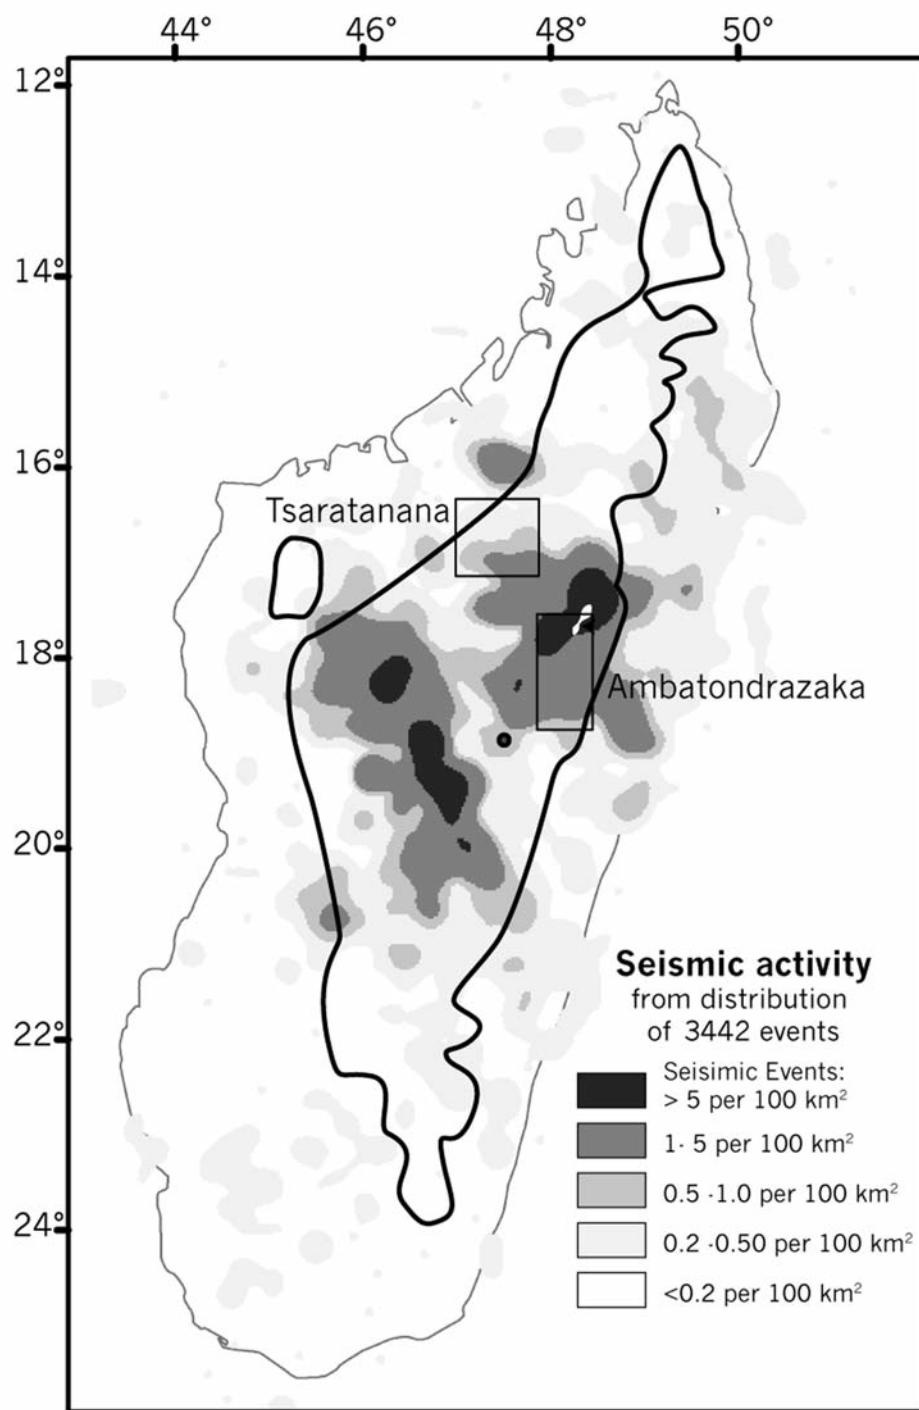 44° 46° 48° 50°
12°
14°
16°
Tsaratanana
18°
Ambatondrazaka
20°
Seismic activity
from distribution
of 3442 events
22°
Seisimic Events:
> 5 per 100 km²
1- 5 per 100 km²
0.5 -1.0 per 100 km²
24°
0.2 -0.50 per 100 km²
<0.2 per 100 km²